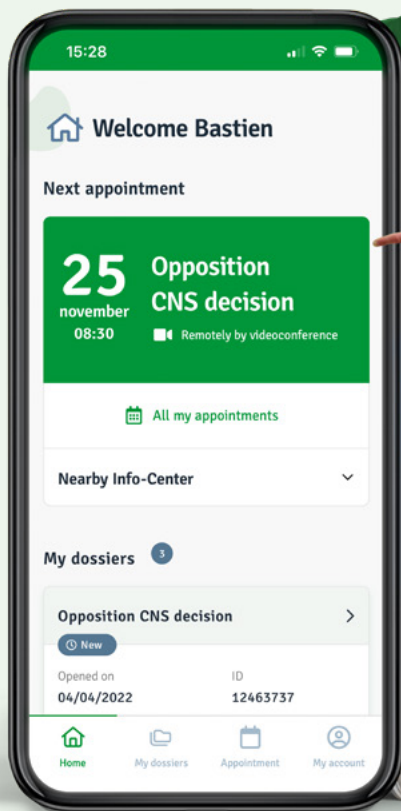 15:28
Welcome Bastien
Next appointment
25
november
08:30
Opposition
CNS decision
Remotely by videoconference
All my appointments
Nearby Info-Center
My dossiers 3
Opposition CNS decision
New
Opened on ID
04/04/2022 12463737
Home My dossiers Appointment My account